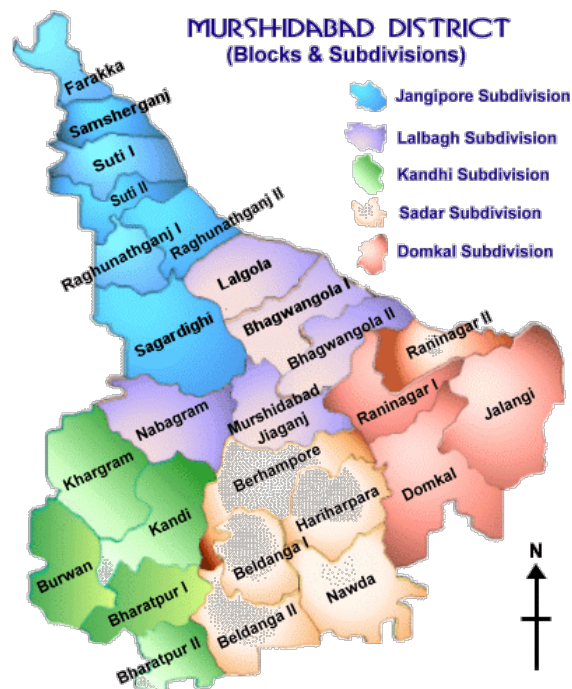 MURSHIDABAD DISTRICT
(Blocks & Subdivisions)
Jangipore Subdivision
Lalbagh Subdivision
Kandhi Subdivision
Sadar Subdivision
Domkal Subdivision
Farakka
Samsherganj
Suti I
Suti II
Raghunathganj II
Raghunathganj I
Lalgola
Bhagwangola I
Sagardighi
Bhagwangola II
Raninagar II
Raninagar I
Jalangi
Nabagram
Murshidabad
Jiaganj
Khargram
Berhampore
Domkal
Kandi
Hariharpara
Beldanga I
Burwan
Nawda
Bharatpur I
Beldanga II
Bharatpur II
N